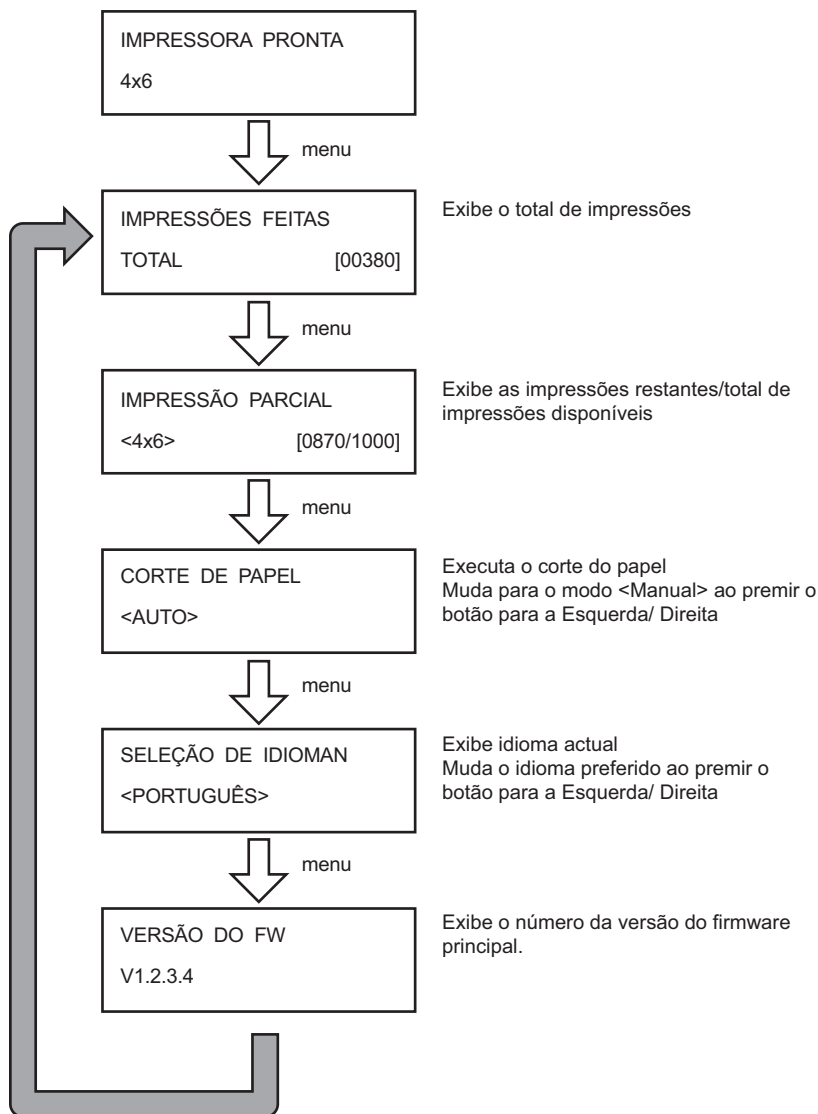 IMPRESSORA PRONTA
4x6
menu
IMPRESSÕES FEITAS
TOTAL [00380]
Exibe o total de impressões
menu
IMPRESSÃO PARCIAL
<4x6> [0870/1000]
Exibe as impressões restantes/total de
impressões disponíveis
menu
CORTE DE PAPEL
<AUTO>
Executa o corte do papel
Muda para o modo <Manual> ao premir o
botão para a Esquerda/ Direita
menu
SELEÇÃO DE IDIOMAN
<PORTUGUÊS>
Exibe idioma actual
Muda o idioma preferido ao premir o
botão para a Esquerda/ Direita
menu
VERSÃO DO FW
V1.2.3.4
Exibe o número da versão do firmware
principal.